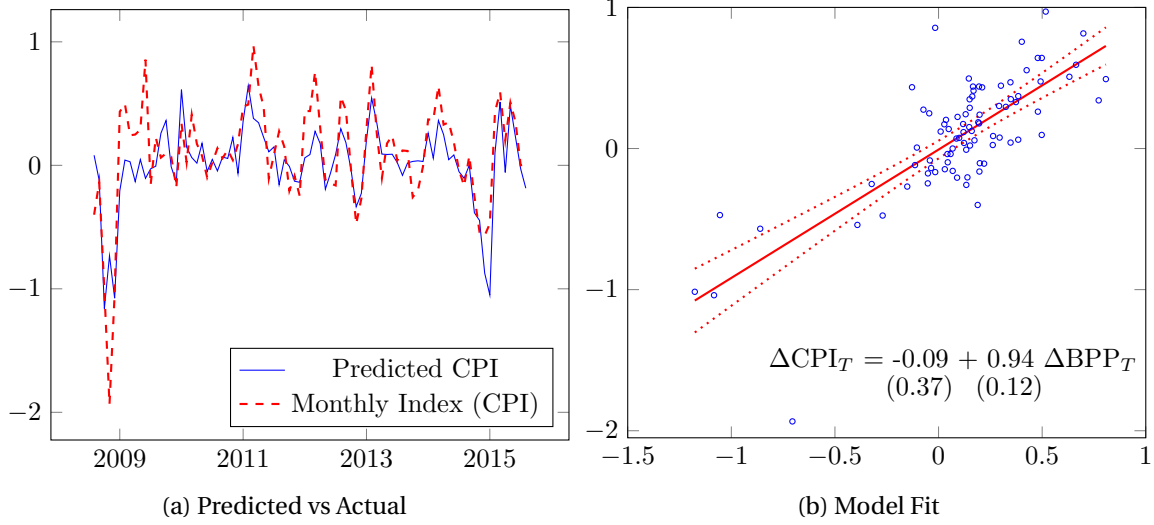 1
0
−1
−2
2009 2011 2013 2015
Predicted CPI
Monthly Index (CPI)
(a) Predicted vs Actual
1
0
−1
−2
−1.5 −1 −0.5 0 0.5 1
ΔCPI_T = -0.09 + 0.94 ΔBPP_T
(0.37) (0.12)
(b) Model Fit